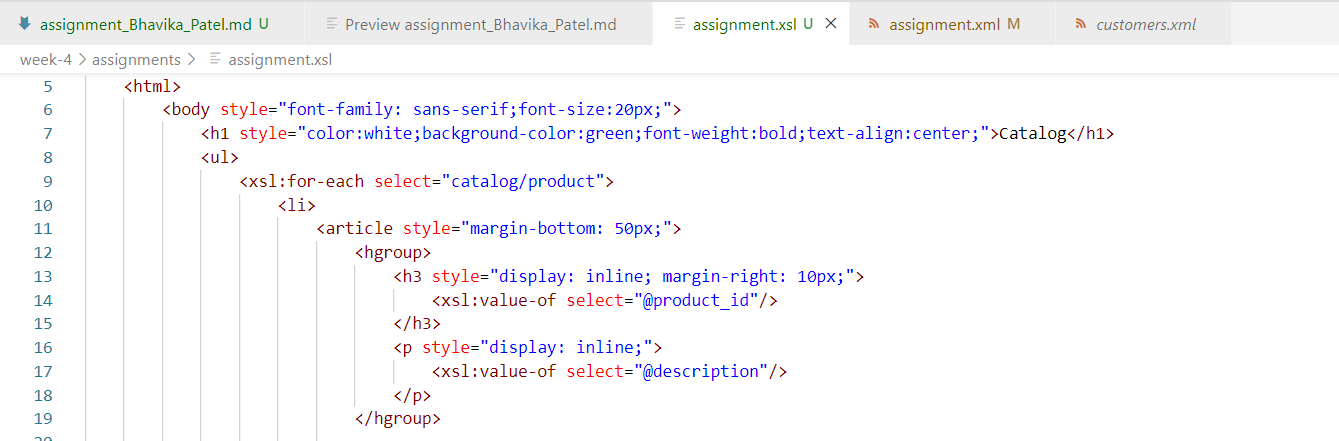 assignment_Bhavika_Patel.md U Preview assignment_Bhavika_Patel.md assignment.xsl U assignment.xml M customers.xml
week-4 > assignments > assignment.xsl
5 <html>
6 <body style="font-family: sans-serif;font-size:20px;">
7 <h1 style="color:white;background-color:green;font-weight:bold;text-align:center;">Catalog</h1>
8 <ul>
9 <xsl:for-each select="catalog/product">
10 <li>
11 <article style="margin-bottom: 50px;">
12 <hgroup>
13 <h3 style="display: inline; margin-right: 10px;">
14 <xsl:value-of select="@product_id"/>
15 </h3>
16 <p style="display: inline;">
17 <xsl:value-of select="@description"/>
18 </p>
19 </hgroup>